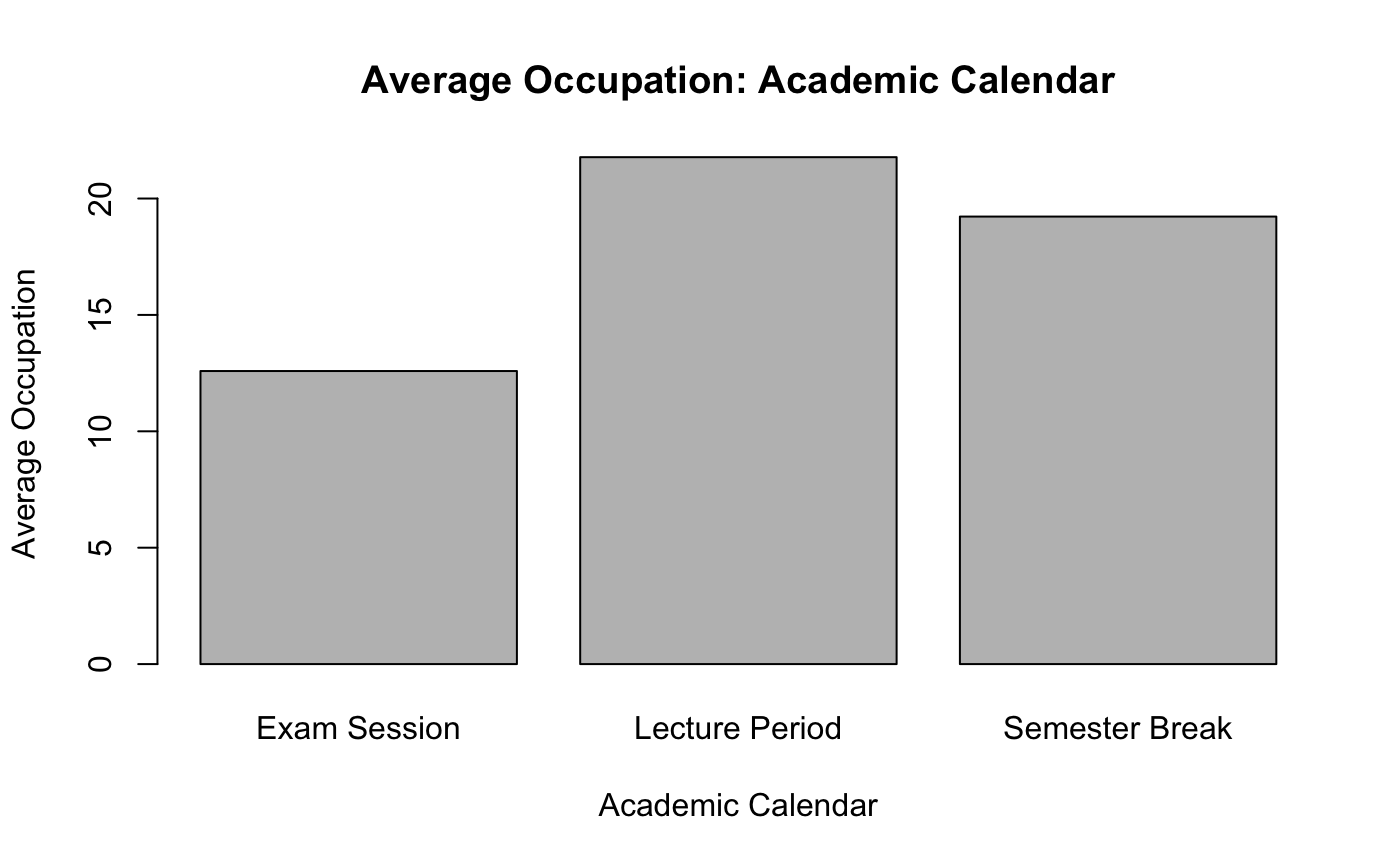 Average Occupation: Academic Calendar
Average Occupation
20
15
10
5
0
Exam Session
Lecture Period
Semester Break
Academic Calendar